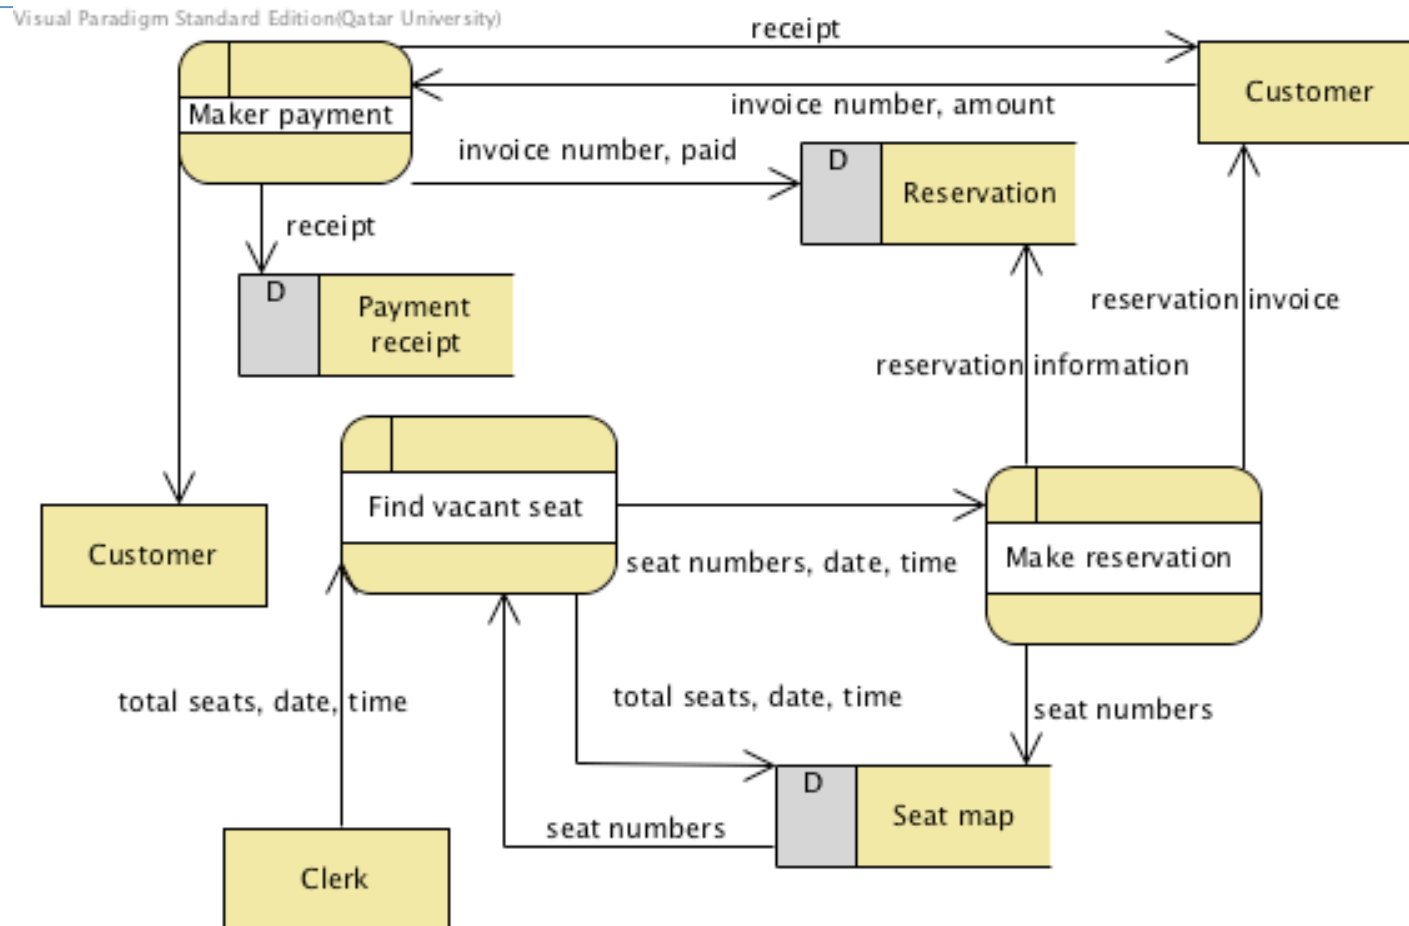 Visual Paradigm Standard Edition(Qatar University)
receipt
Customer
Maker payment
invoice number, amount
invoice number, paid
D
Reservation
receipt
D
Payment
receipt
reservation invoice
reservation information
Find vacant seat
Customer
seat numbers, date, time
Make reservation
total seats, date, time
total seats, date, time
seat numbers
D
Seat map
seat numbers
Clerk